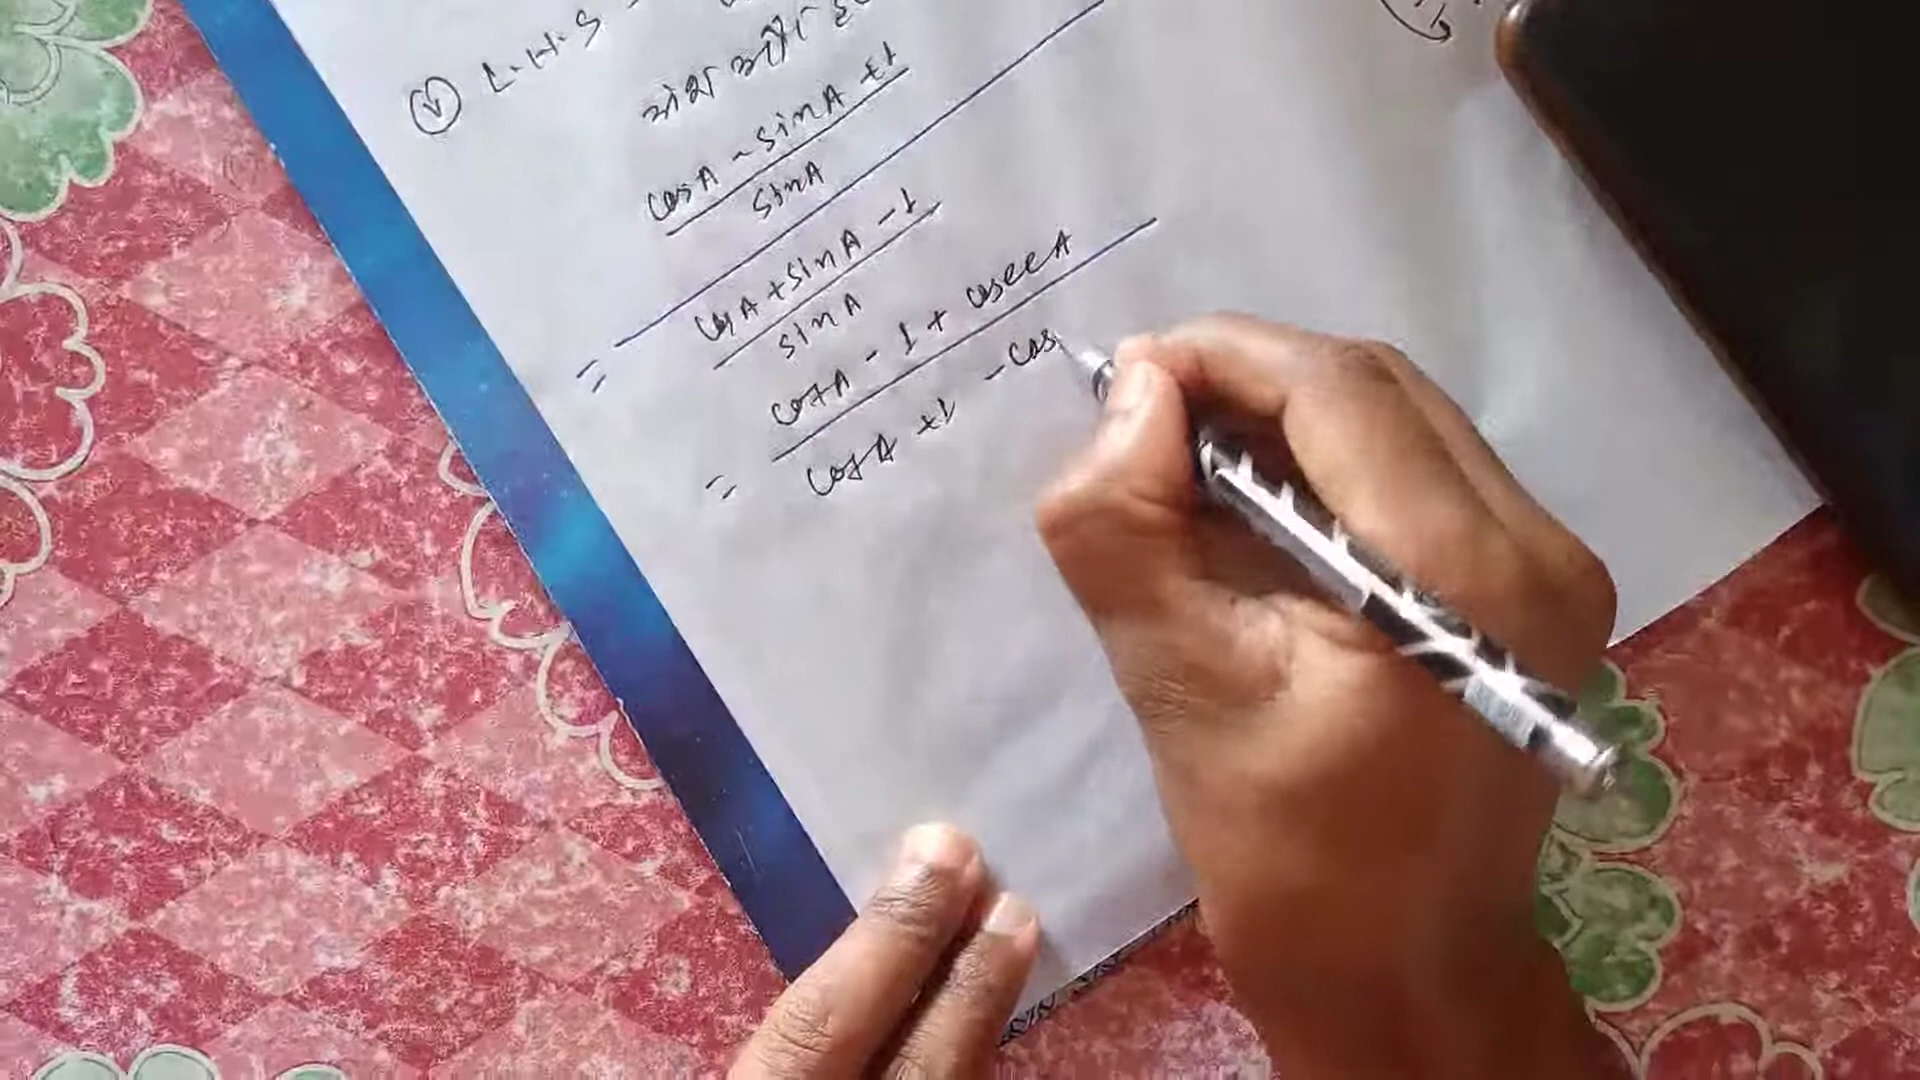 (v) L.H.S
cosA - sinA +1
sinA
=
cosA + sinA - 1
sinA
=
cotA - 1 + cosecA
cotA +1 - cos